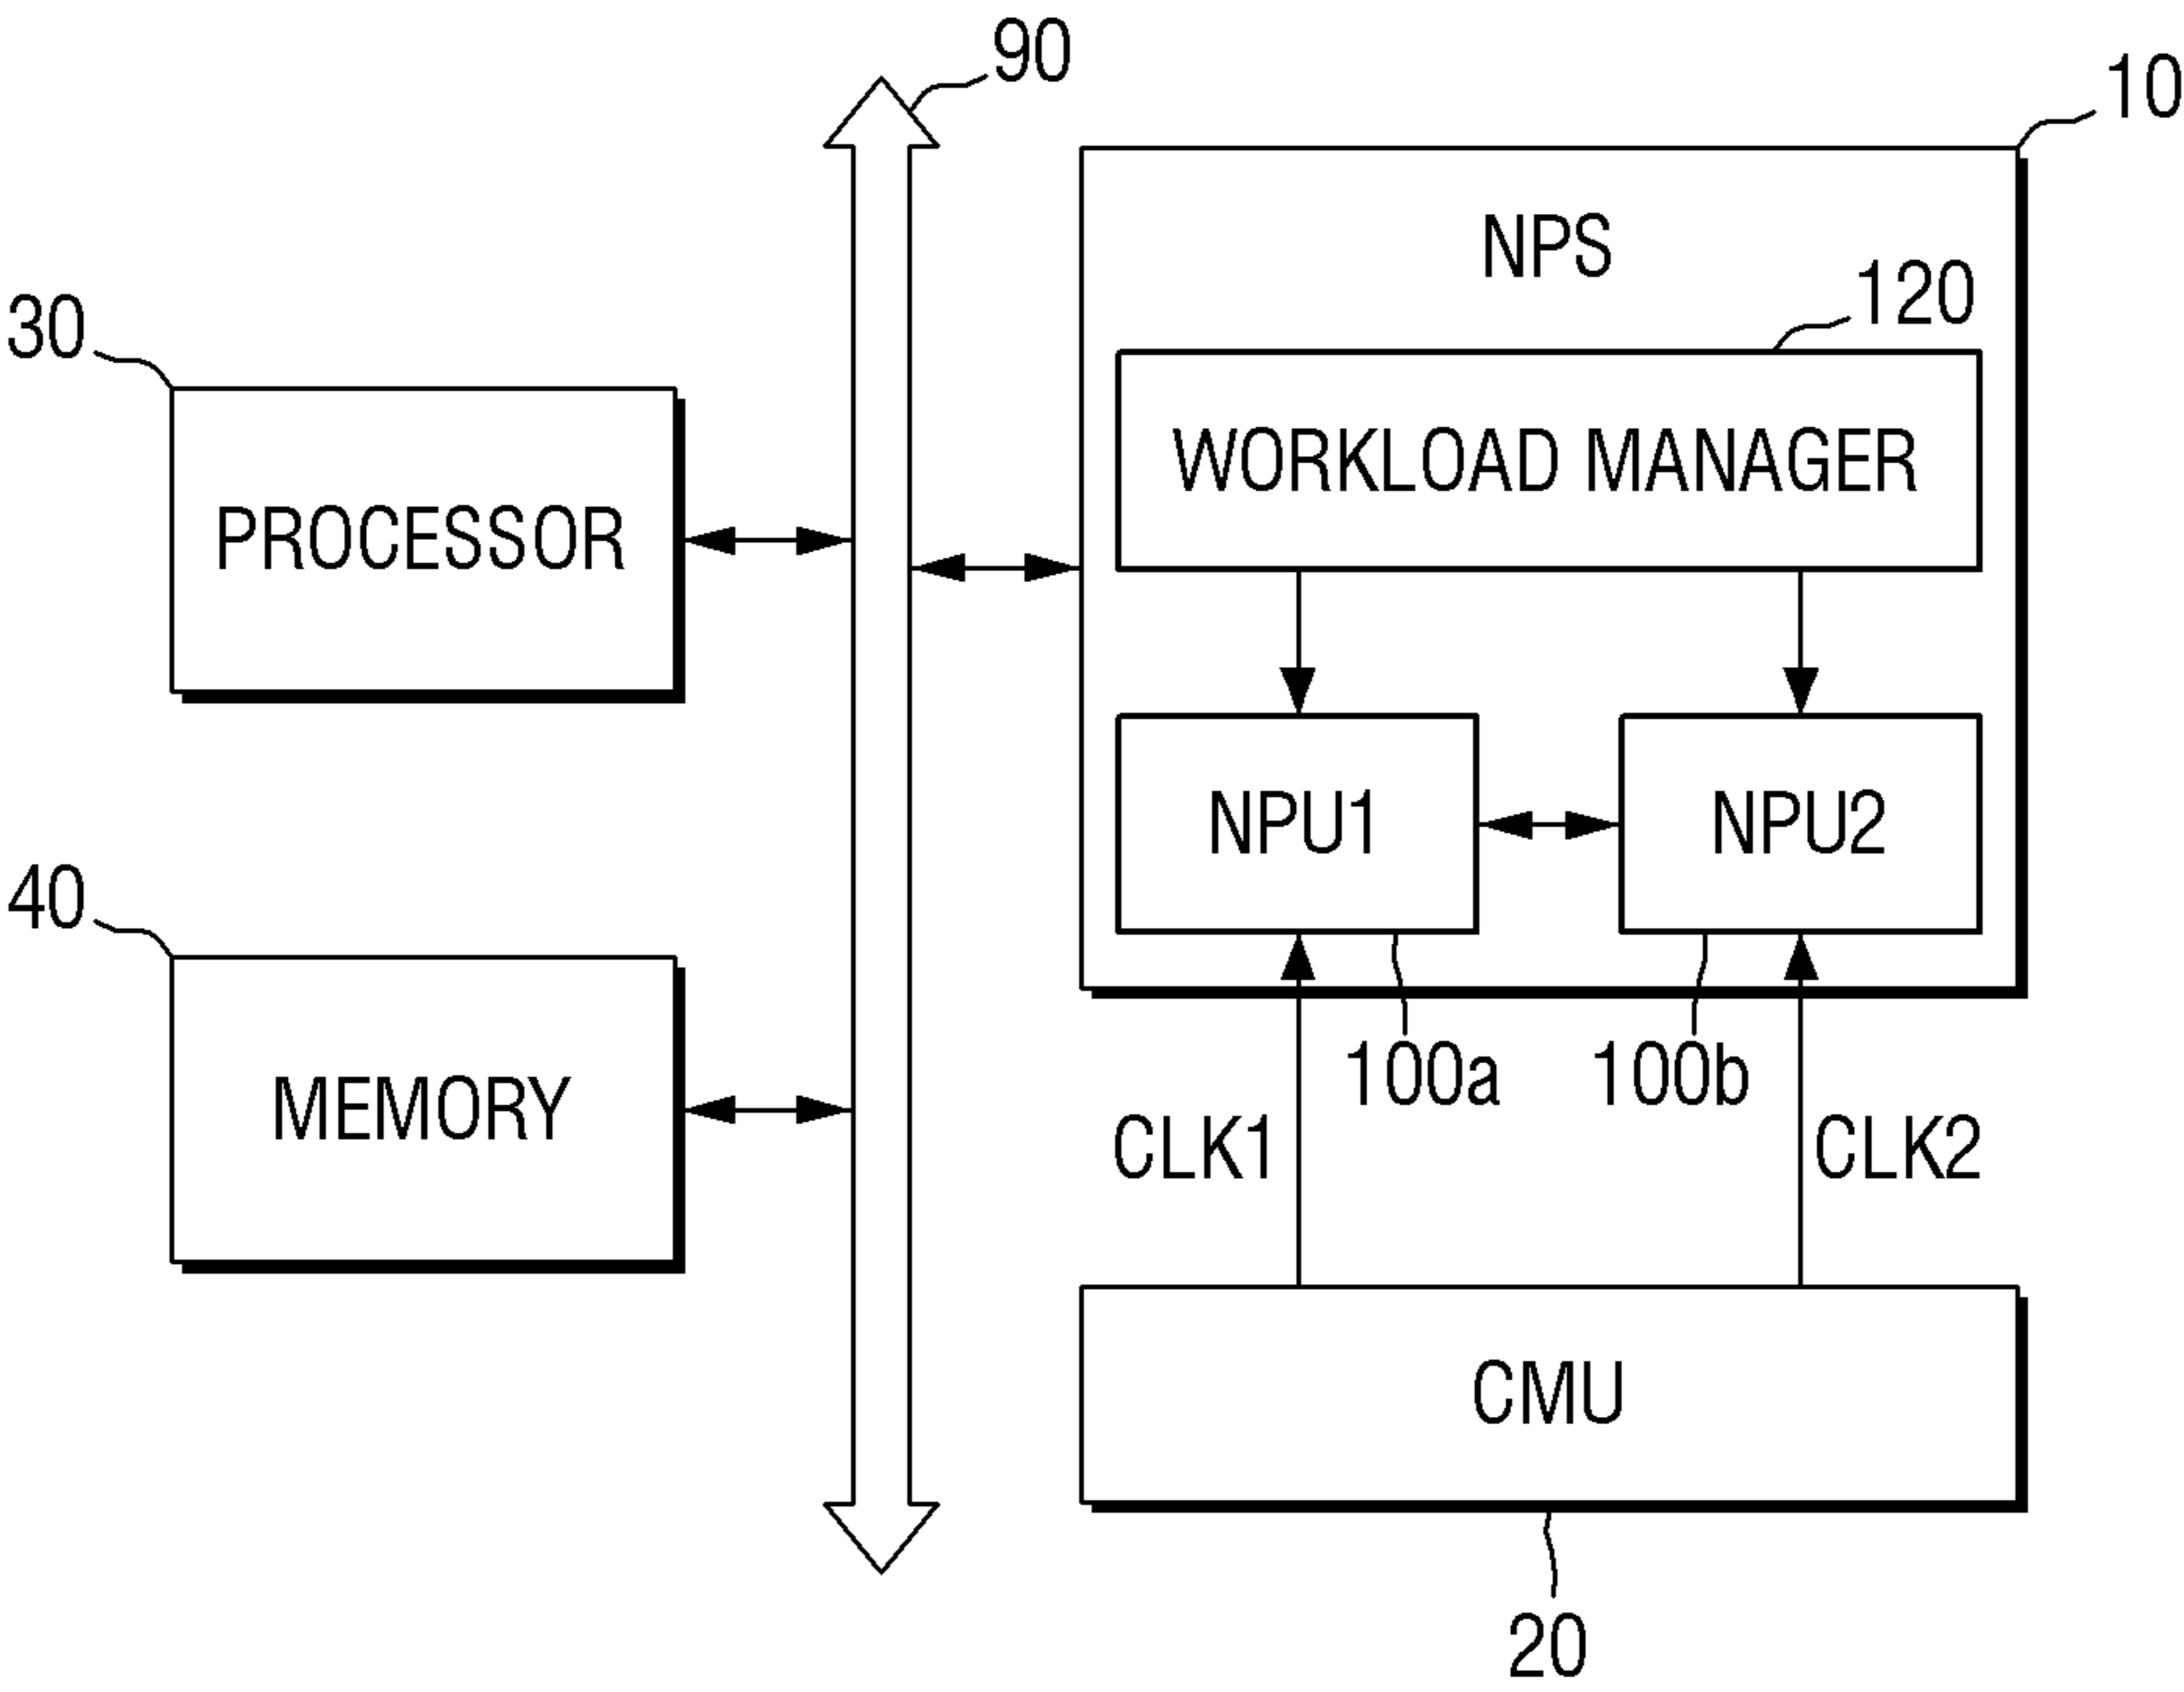 90
10
NPS
120
30
WORKLOAD MANAGER
PROCESSOR
NPU1
NPU2
40
100a
100b
MEMORY
CLK1
CLK2
CMU
20